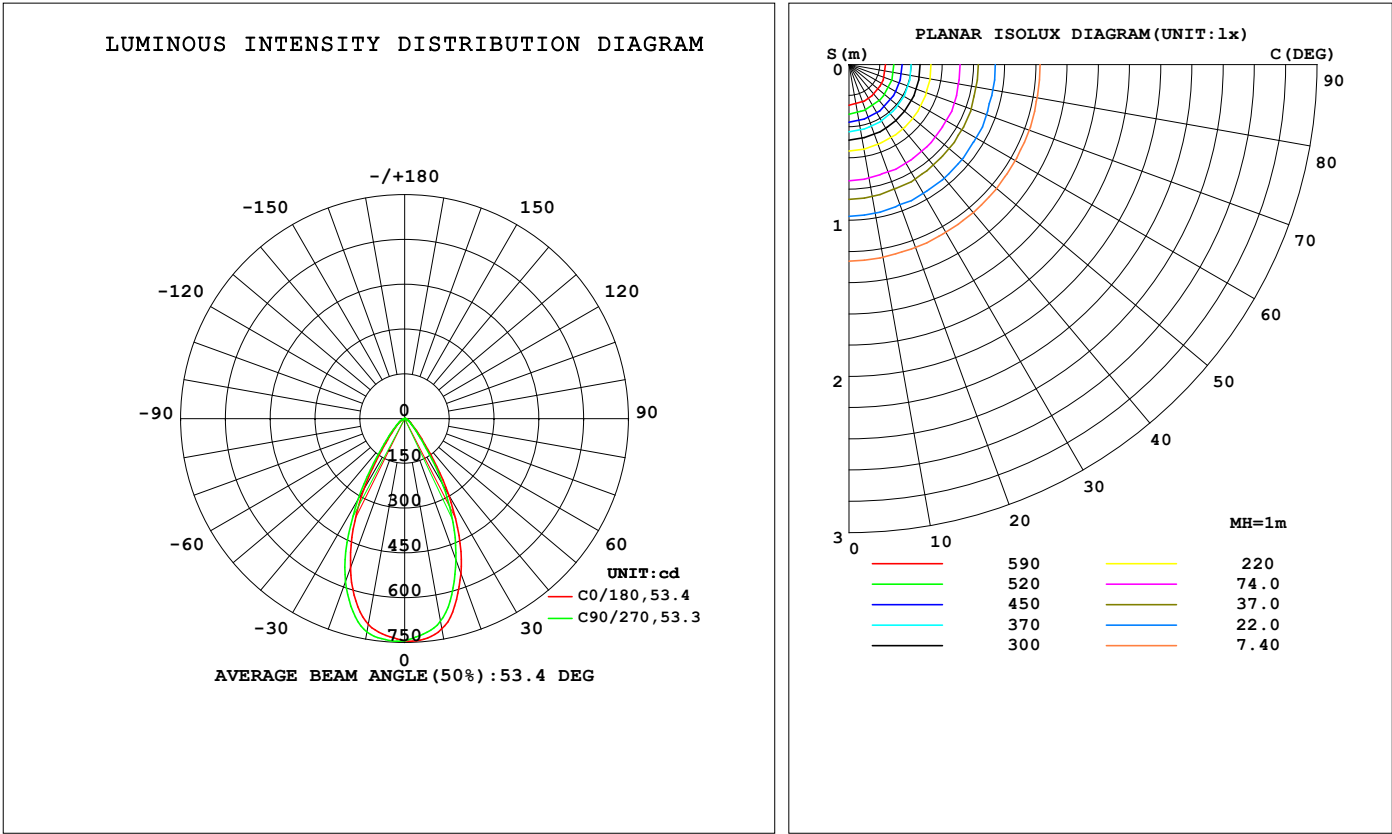 LUMINOUS INTENSITY DISTRIBUTION DIAGRAM
-/+180
-150 150
-120 120
-90 0 90
150
300
-60 450 60
UNIT:cd
600 C0/180,53.4
C90/270,53.3
-30 750 30
0
AVERAGE BEAM ANGLE(50%):53.4 DEG
PLANAR ISOLUX DIAGRAM(UNIT:lx)
S(m) C(DEG)
0 90
80
1
70
60
2
50
40
30
20 MH=1m
3 0 10
590 220
520 74.0
450 37.0
370 22.0
300 7.40